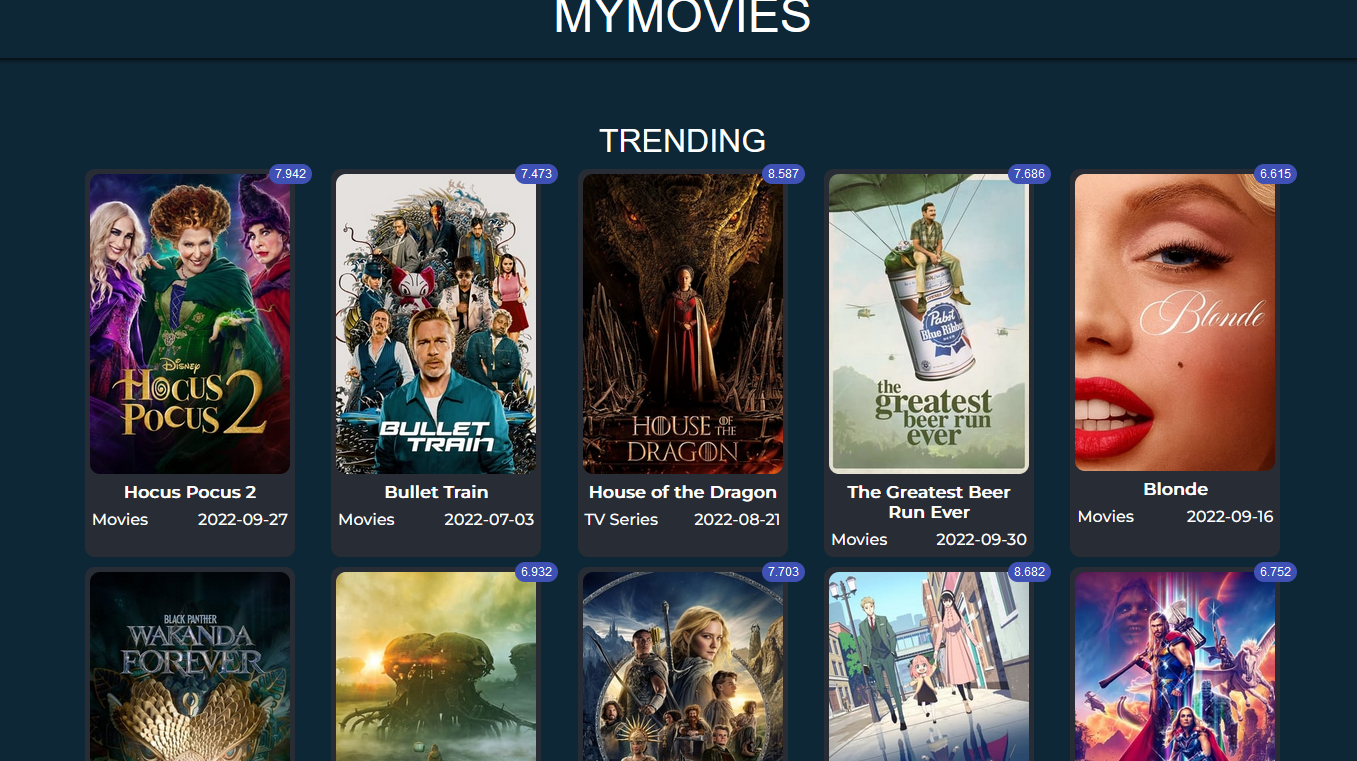 MYMOVIES
TRENDING
7.942
7.473
8.587
7.686
6.615
DISNEY
HOCUS
POCUS 2
BULLET
TRAIN
HOUSE OF THE
DRAGON
Pabst
Blue Ribbon
the
greatest
beer run
ever
Blonde
Hocus Pocus 2
Bullet Train
House of the Dragon
The Greatest Beer
Run Ever
Blonde
Movies 2022-09-27
Movies 2022-07-03
TV Series 2022-08-21
Movies 2022-09-30
Movies 2022-09-16
6.932
7.703
8.682
6.752
BLACK PANTHER
WAKANDA
FOREVER